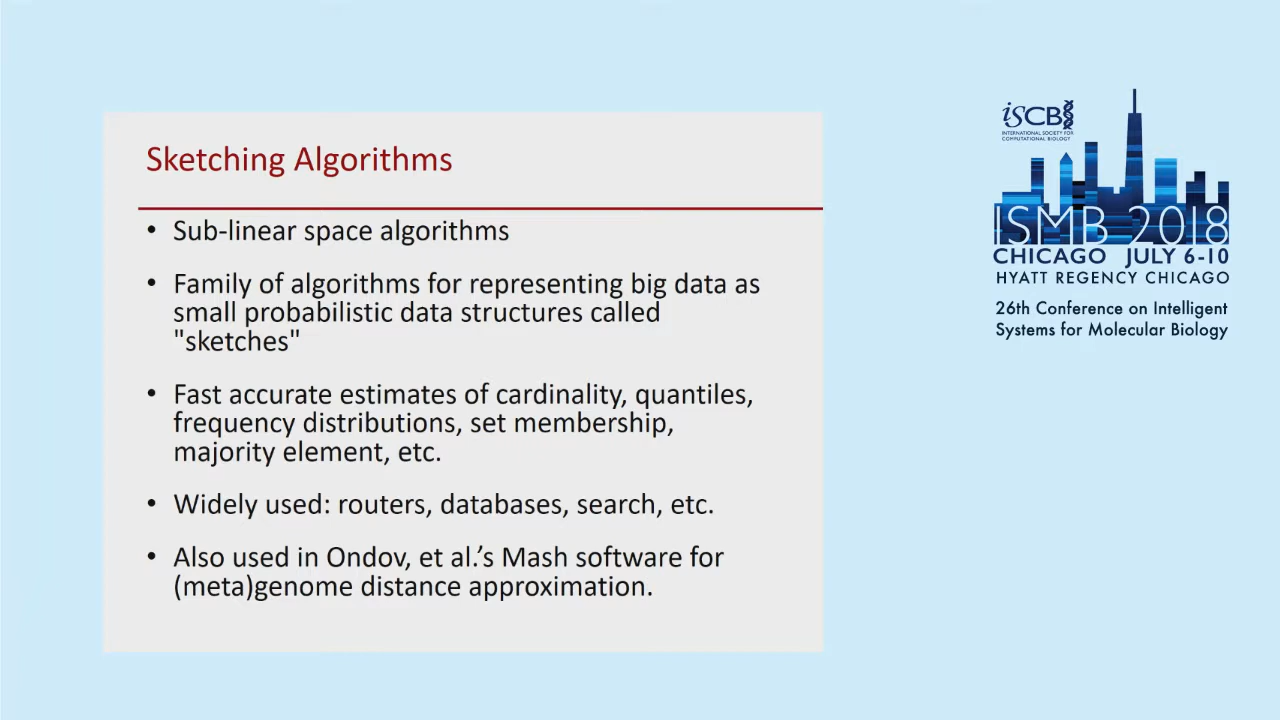 Sketching Algorithms
• Sub-linear space algorithms
• Family of algorithms for representing big data as
small probabilistic data structures called
"sketches"
• Fast accurate estimates of cardinality, quantiles,
frequency distributions, set membership,
majority element, etc.
• Widely used: routers, databases, search, etc.
• Also used in Ondov, et al.’s Mash software for
(meta)genome distance approximation.
iSCB
INTERNATIONAL SOCIETY FOR
COMPUTATIONAL BIOLOGY
ISMB 2018
CHICAGO JULY 6-10
HYATT REGENCY CHICAGO
26th Conference on Intelligent
Systems for Molecular Biology